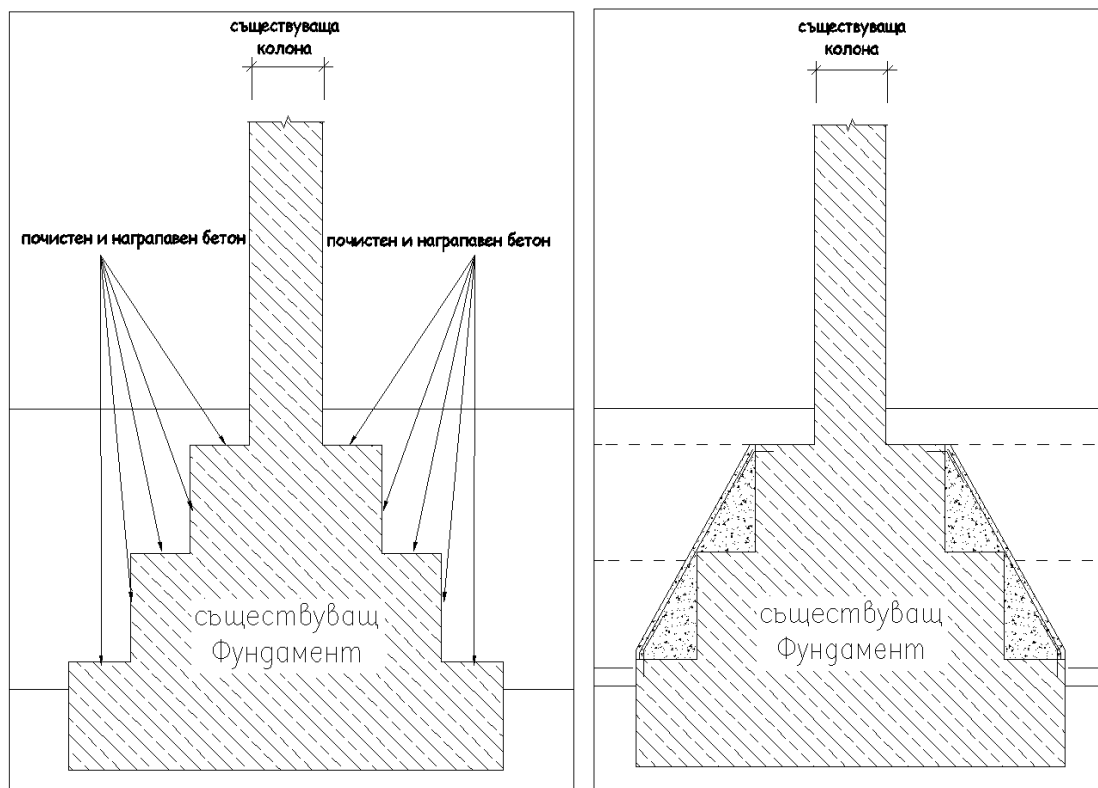 съществуваща
колона
съществуваща
колона
почистен и награпавен бетон
почистен и награпавен бетон
съществуващ
Фундамент
съществуващ
Фундамент